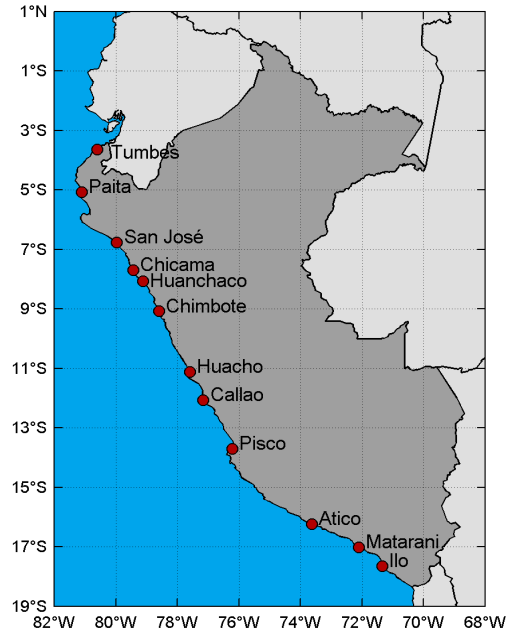 1°N
1°S
3°S
Tumbes
Paita
5°S
San José
7°S
Chicama
Huanchaco
Chimbote
9°S
Huacho
11°S
Callao
13°S
Pisco
15°S
Atico
Matarani
17°S
Ilo
19°S
82°W 80°W 78°W 76°W 74°W 72°W 70°W 68°W